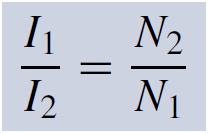 I₁/I₂ = N₂/N₁